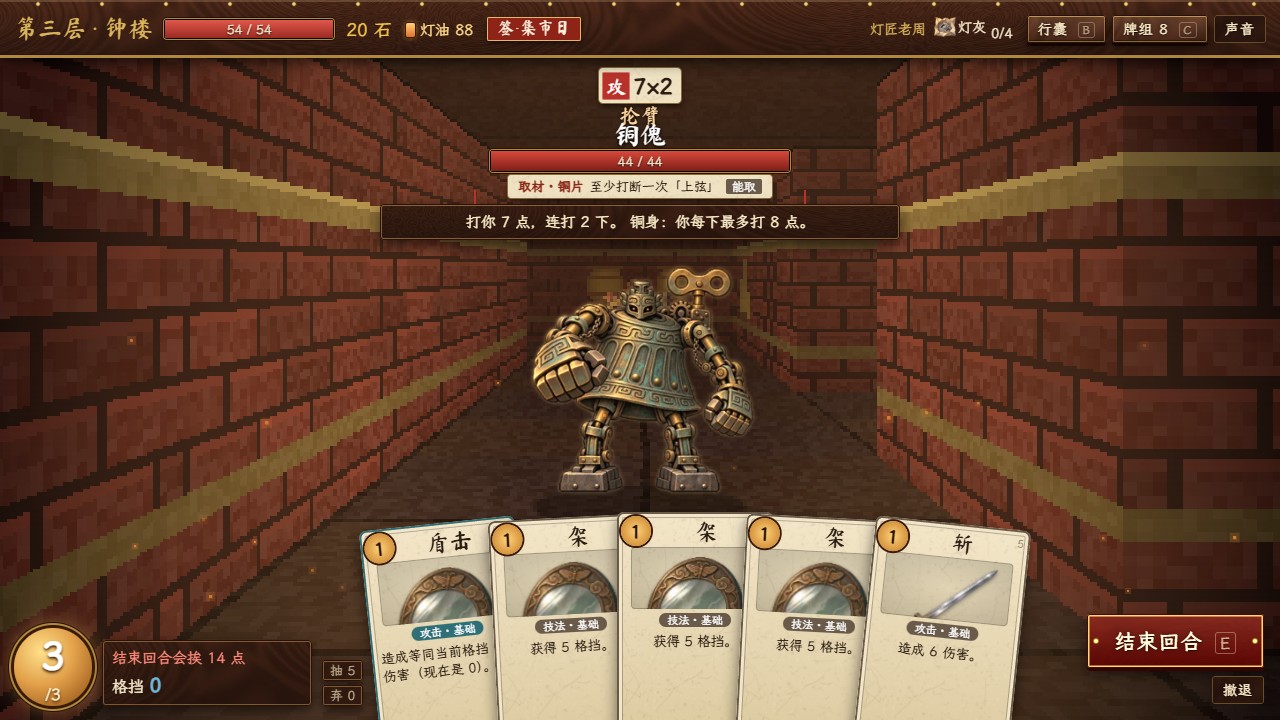 第三层·钟楼
54 / 54
20 石
灯油 88
签·集市日
灯匠老周
灯灰 0/4
行囊 B
牌组 8 C
声音
攻 7×2
抡臂
铜傀
44 / 44
取材·铜片 至少打断一次「上弦」 能取
打你 7 点，连打 2 下。 铜身：你每下最多打 8 点。
1 盾击
攻击·基础
造成等同当前格挡
伤害（现在是 0）。
1 架
技法·基础
获得 5 格挡。
1 架
技法·基础
获得 5 格挡。
1 架
技法·基础
获得 5 格挡。
1 斩 5
攻击·基础
造成 6 伤害。
3
/3
结束回合会挨 14 点
格挡 0
抽 5
弃 0
结束回合 E
撤退